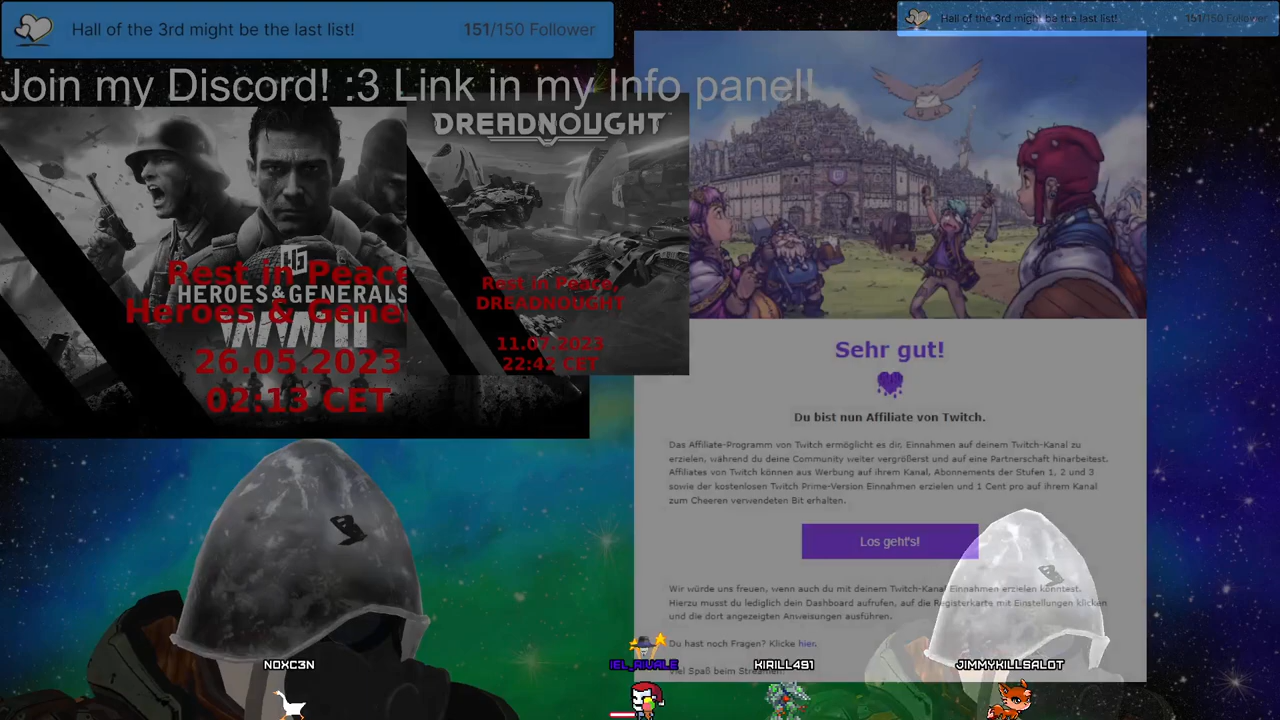 Hall of the 3rd might be the last list! 151/150 Follower
Hall of the 3rd might be the last list! 151/150 Follower
Join my Discord! :3 Link in my Info panel!
DREADNOUGHT
Rest in Peace
HEROES & GENERALS
Heroes & Gene
WWII
26.05.2023
02:13 CET
Rest in Peace,
DREADNOUGHT
11.07.2023
22:42 CET
Sehr gut!
Du bist nun Affiliate von Twitch.
Das Affiliate-Programm von Twitch ermöglicht es dir, Einnahmen auf deinem Twitch-Kanal zu
erzielen, während du deine Community weiter vergrößerst und auf eine Partnerschaft hinarbeitest.
Affiliates von Twitch können aus Werbung auf ihrem Kanal, Abonnements der Stufen 1, 2 und 3
sowie der kostenlosen Twitch Prime-Version Einnahmen erzielen und 1 Cent pro auf ihrem Kanal
zum Cheeren verwendeten Bit erhalten.
Los geht's!
Wir würde uns freuen, wenn auch du mit deinem Twitch-Kanal Einnahmen erzielen könntest.
Hierzu musst du lediglich dein Dashboard aufrufen, auf die Registerkarte mit Einstellungen klicken
und die dort angezeigten Anweisungen ausführen.
Du hast noch Fragen? Klicke hier.
Viel Spaß beim Streamen!
N0XC3N
IEL_RIVALE
KIRILL491
JIMMYKILLSALOT